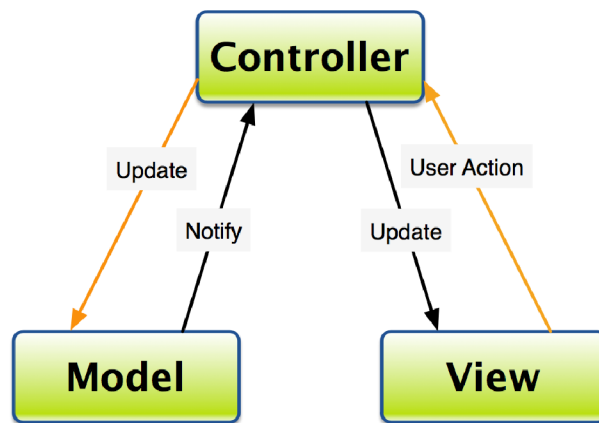 Controller
Update
User Action
Notify
Update
Model
View